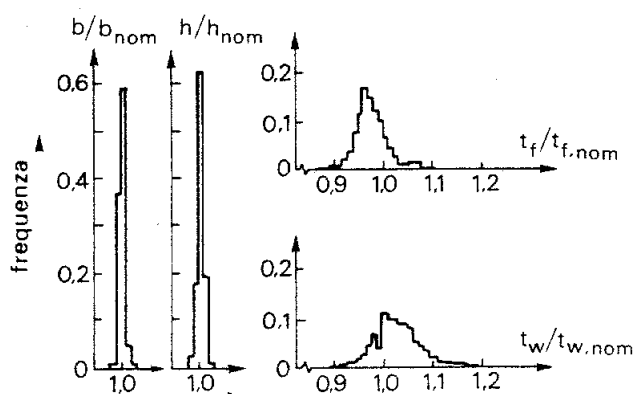 b/b_nom
h/h_nom
frequenza
0,6
0,4
0,2
0
1,0
1,0
0,2
0,1
0
0,9 1,0 1,1 1,2
t_f/t_f.nom
0,2
0,1
0
0,9 1,0 1,1 1,2
t_w/t_w.nom